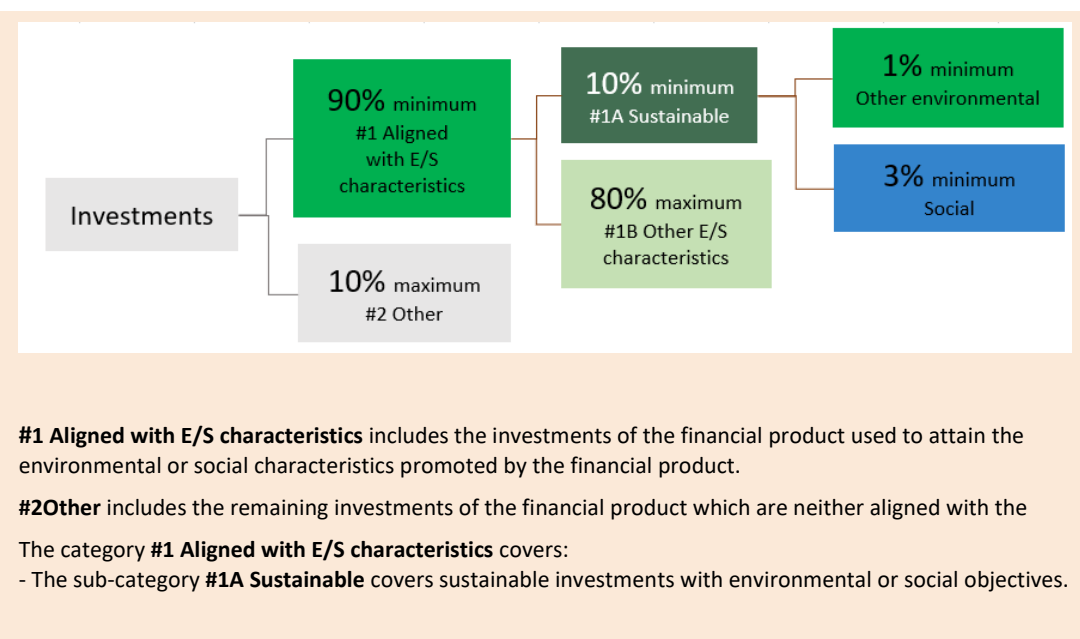 Investments
90% minimum
#1 Aligned
with E/S
characteristics
10% maximum
#2 Other
10% minimum
#1A Sustainable
80% maximum
#1B Other E/S
characteristics
1% minimum
Other environmental
3% minimum
Social
#1 Aligned with E/S characteristics includes the investments of the financial product used to attain the
environmental or social characteristics promoted by the financial product.
#2Other includes the remaining investments of the financial product which are neither aligned with the
The category #1 Aligned with E/S characteristics covers:
- The sub-category #1A Sustainable covers sustainable investments with environmental or social objectives.